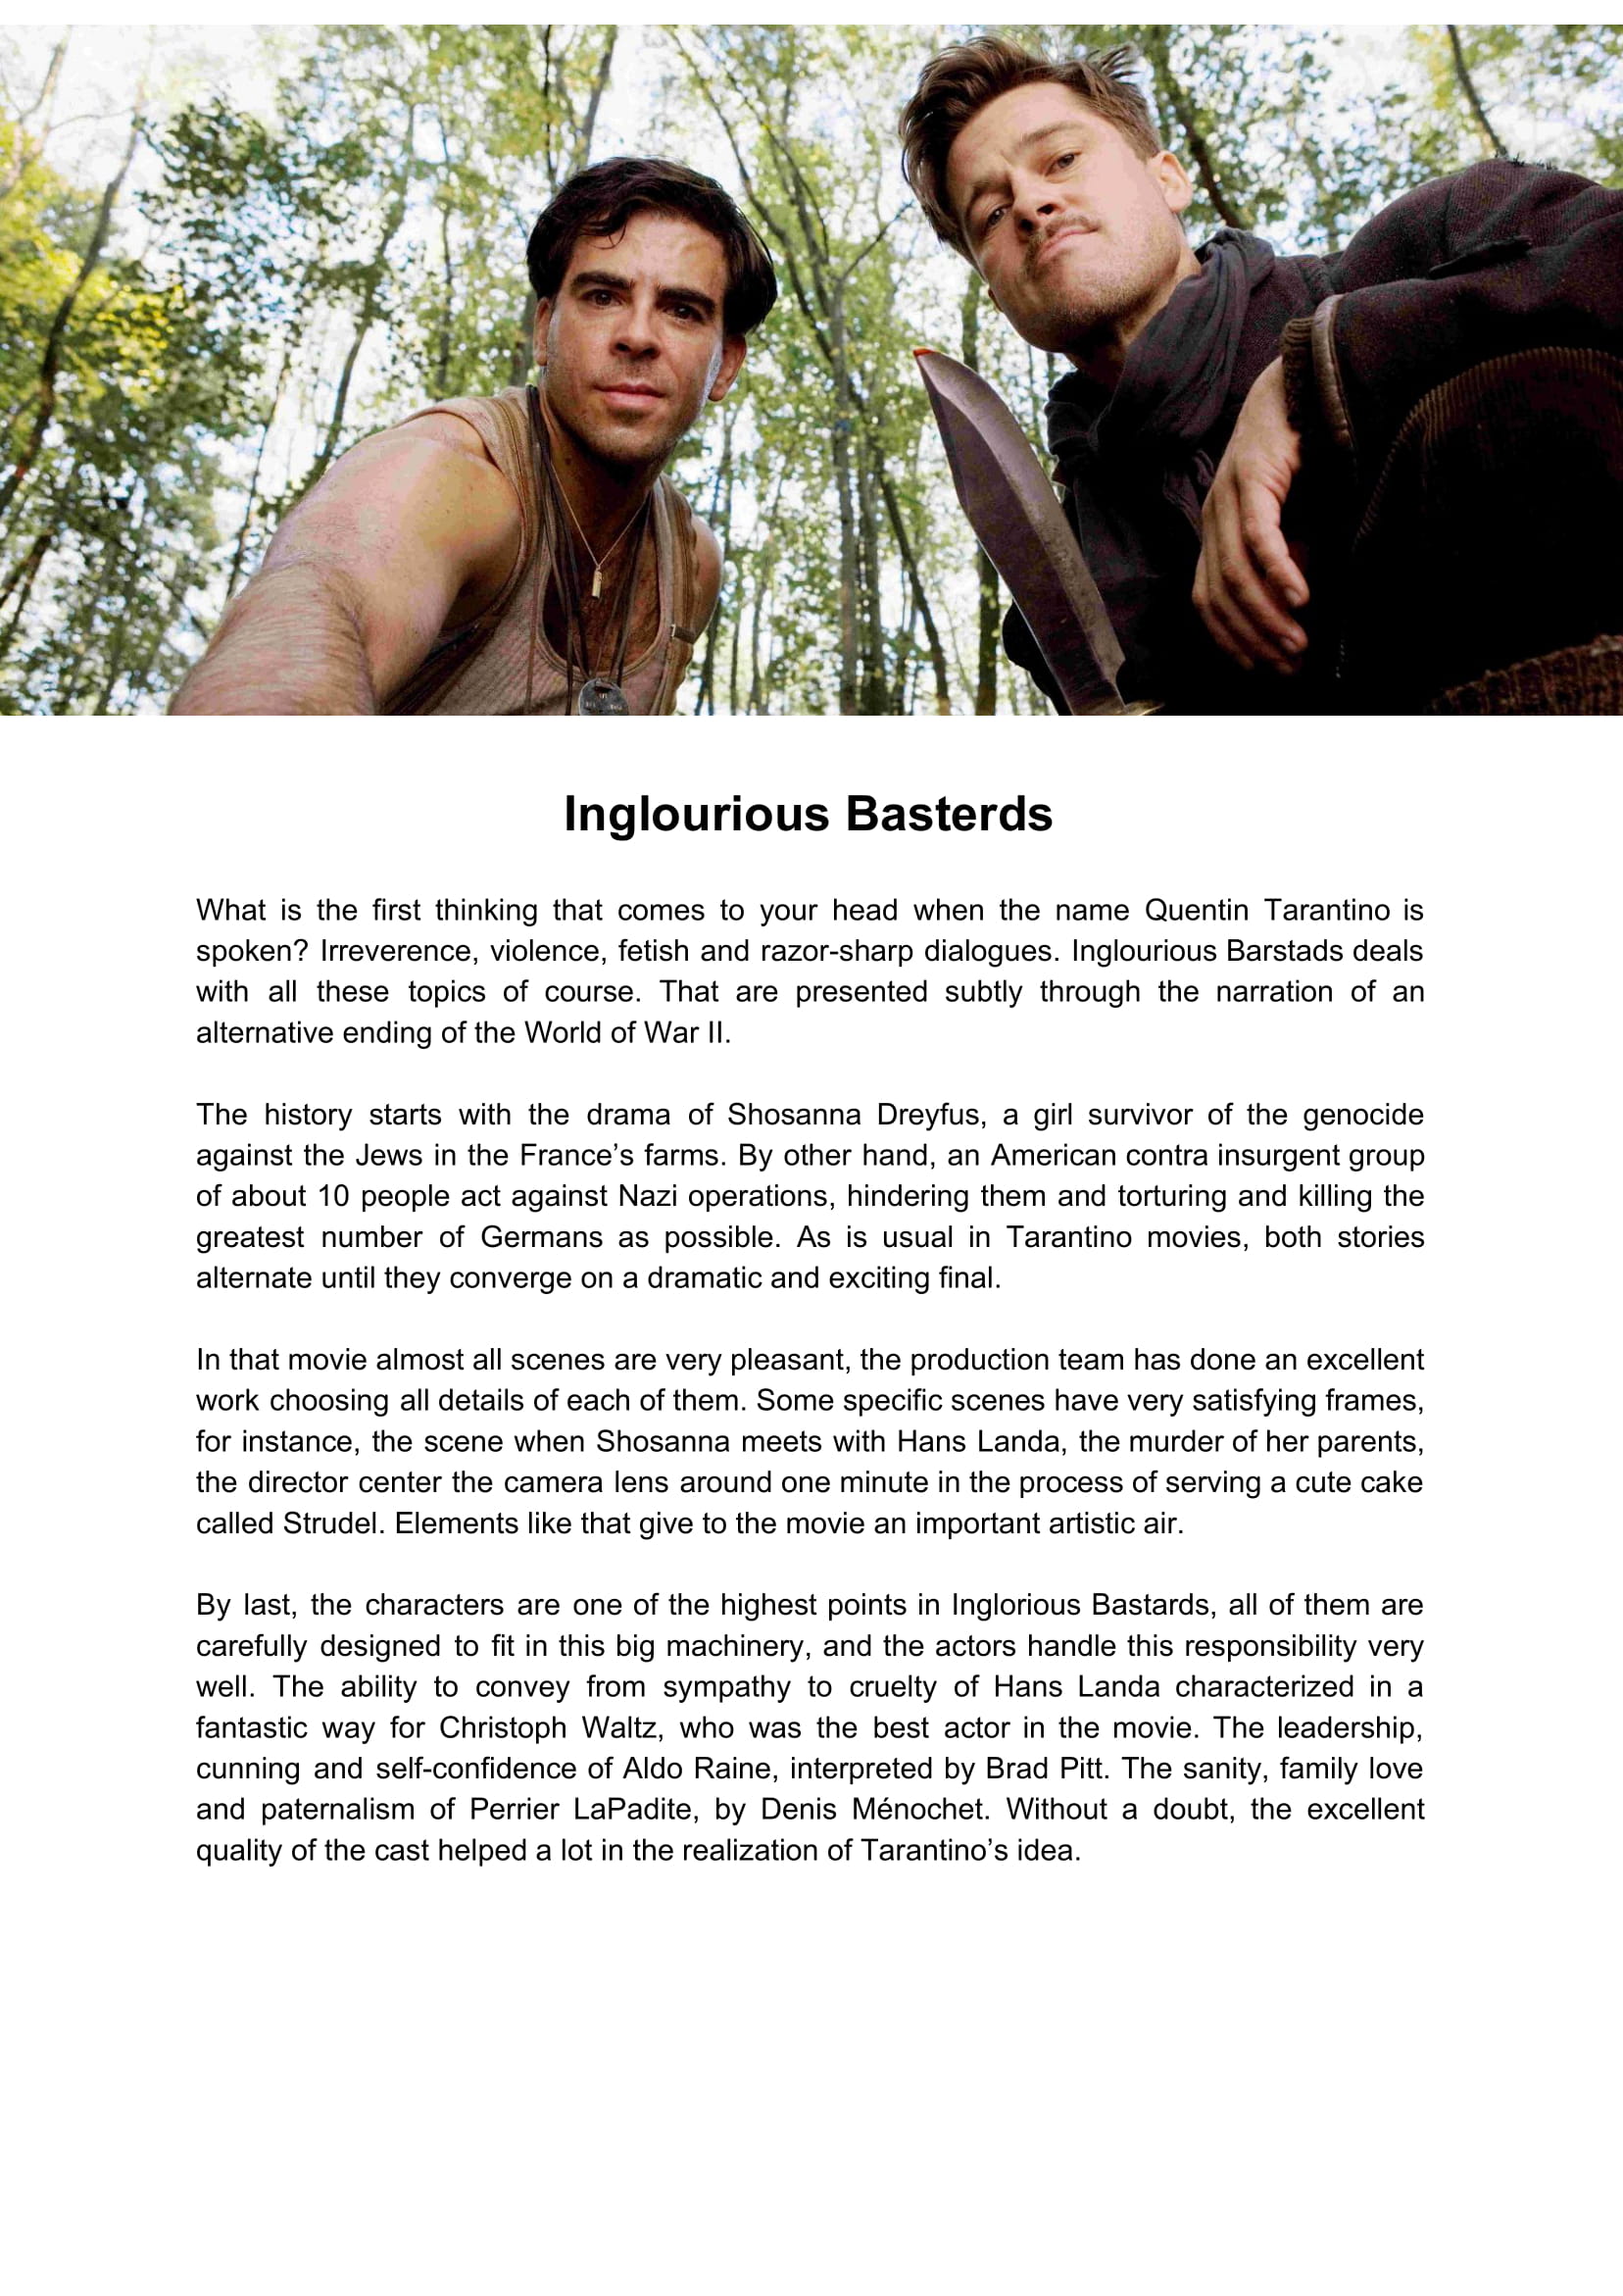 Inglourious Basterds
What is the first thinking that comes to your head when the name Quentin Tarantino is
spoken? Irreverence, violence, fetish and razor-sharp dialogues. Inglourious Barstads deals
with all these topics of course. That are presented subtly through the narration of an
alternative ending of the World of War II.
The history starts with the drama of Shosanna Dreyfus, a girl survivor of the genocide
against the Jews in the France’s farms. By other hand, an American contra insurgent group
of about 10 people act against Nazi operations, hindering them and torturing and killing the
greatest number of Germans as possible. As is usual in Tarantino movies, both stories
alternate until they converge on a dramatic and exciting final.
In that movie almost all scenes are very pleasant, the production team has done an excellent
work choosing all details of each of them. Some specific scenes have very satisfying frames,
for instance, the scene when Shosanna meets with Hans Landa, the murder of her parents,
the director center the camera lens around one minute in the process of serving a cute cake
called Strudel. Elements like that give to the movie an important artistic air.
By last, the characters are one of the highest points in Inglorious Bastards, all of them are
carefully designed to fit in this big machinery, and the actors handle this responsibility very
well. The ability to convey from sympathy to cruelty of Hans Landa characterized in a
fantastic way for Christoph Waltz, who was the best actor in the movie. The leadership,
cunning and self-confidence of Aldo Raine, interpreted by Brad Pitt. The sanity, family love
and paternalism of Perrier LaPadite, by Denis Ménochet. Without a doubt, the excellent
quality of the cast helped a lot in the realization of Tarantino’s idea.